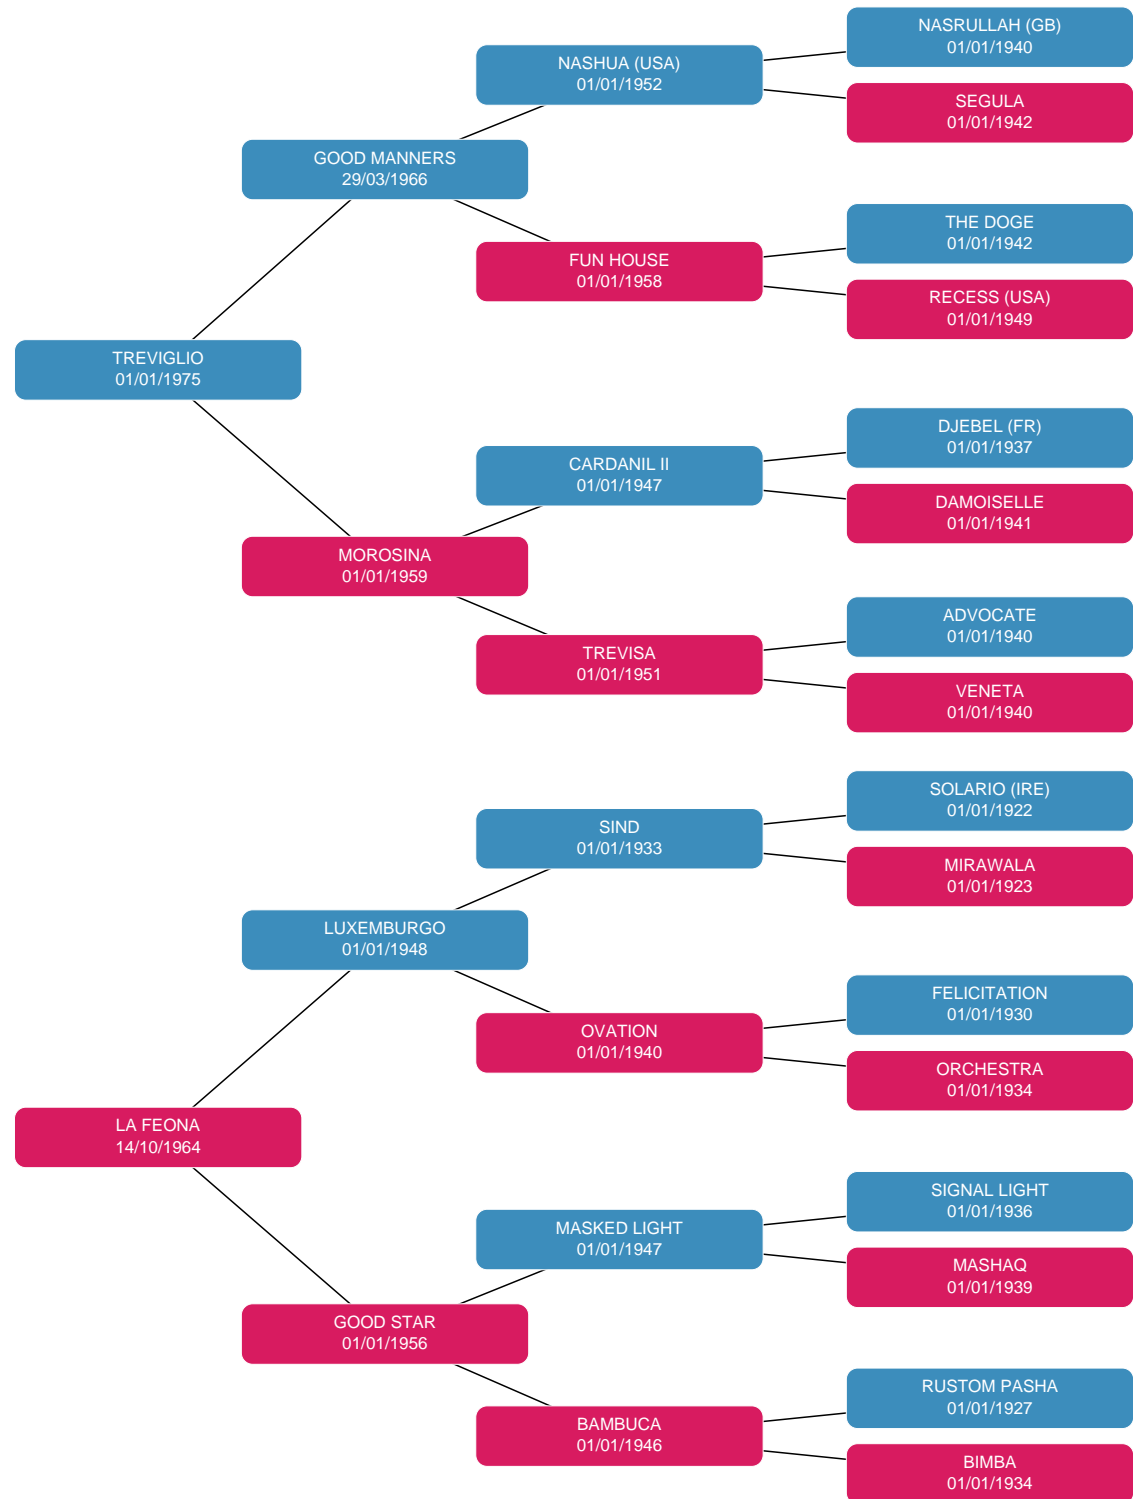 NASRULLAH (GB)
01/01/1940
NASHUA (USA)
01/01/1952
SEGULA
01/01/1942
GOOD MANNERS
29/03/1966
THE DOGE
01/01/1942
FUN HOUSE
01/01/1958
RECESS (USA)
01/01/1949
TREVIGLIO
01/01/1975
DJEBEL (FR)
01/01/1937
CARDANIL II
01/01/1947
DAMOISELLE
01/01/1941
MOROSINA
01/01/1959
ADVOCATE
01/01/1940
TREVISA
01/01/1951
VENETA
01/01/1940
SOLARIO (IRE)
01/01/1922
SIND
01/01/1933
MIRAWALA
01/01/1923
LUXEMBURGO
01/01/1948
FELICITATION
01/01/1930
OVATION
01/01/1940
ORCHESTRA
01/01/1934
LA FEONA
14/10/1964
SIGNAL LIGHT
01/01/1936
MASKED LIGHT
01/01/1947
MASHAQ
01/01/1939
GOOD STAR
01/01/1956
RUSTOM PASHA
01/01/1927
BAMBUCA
01/01/1946
BIMBA
01/01/1934